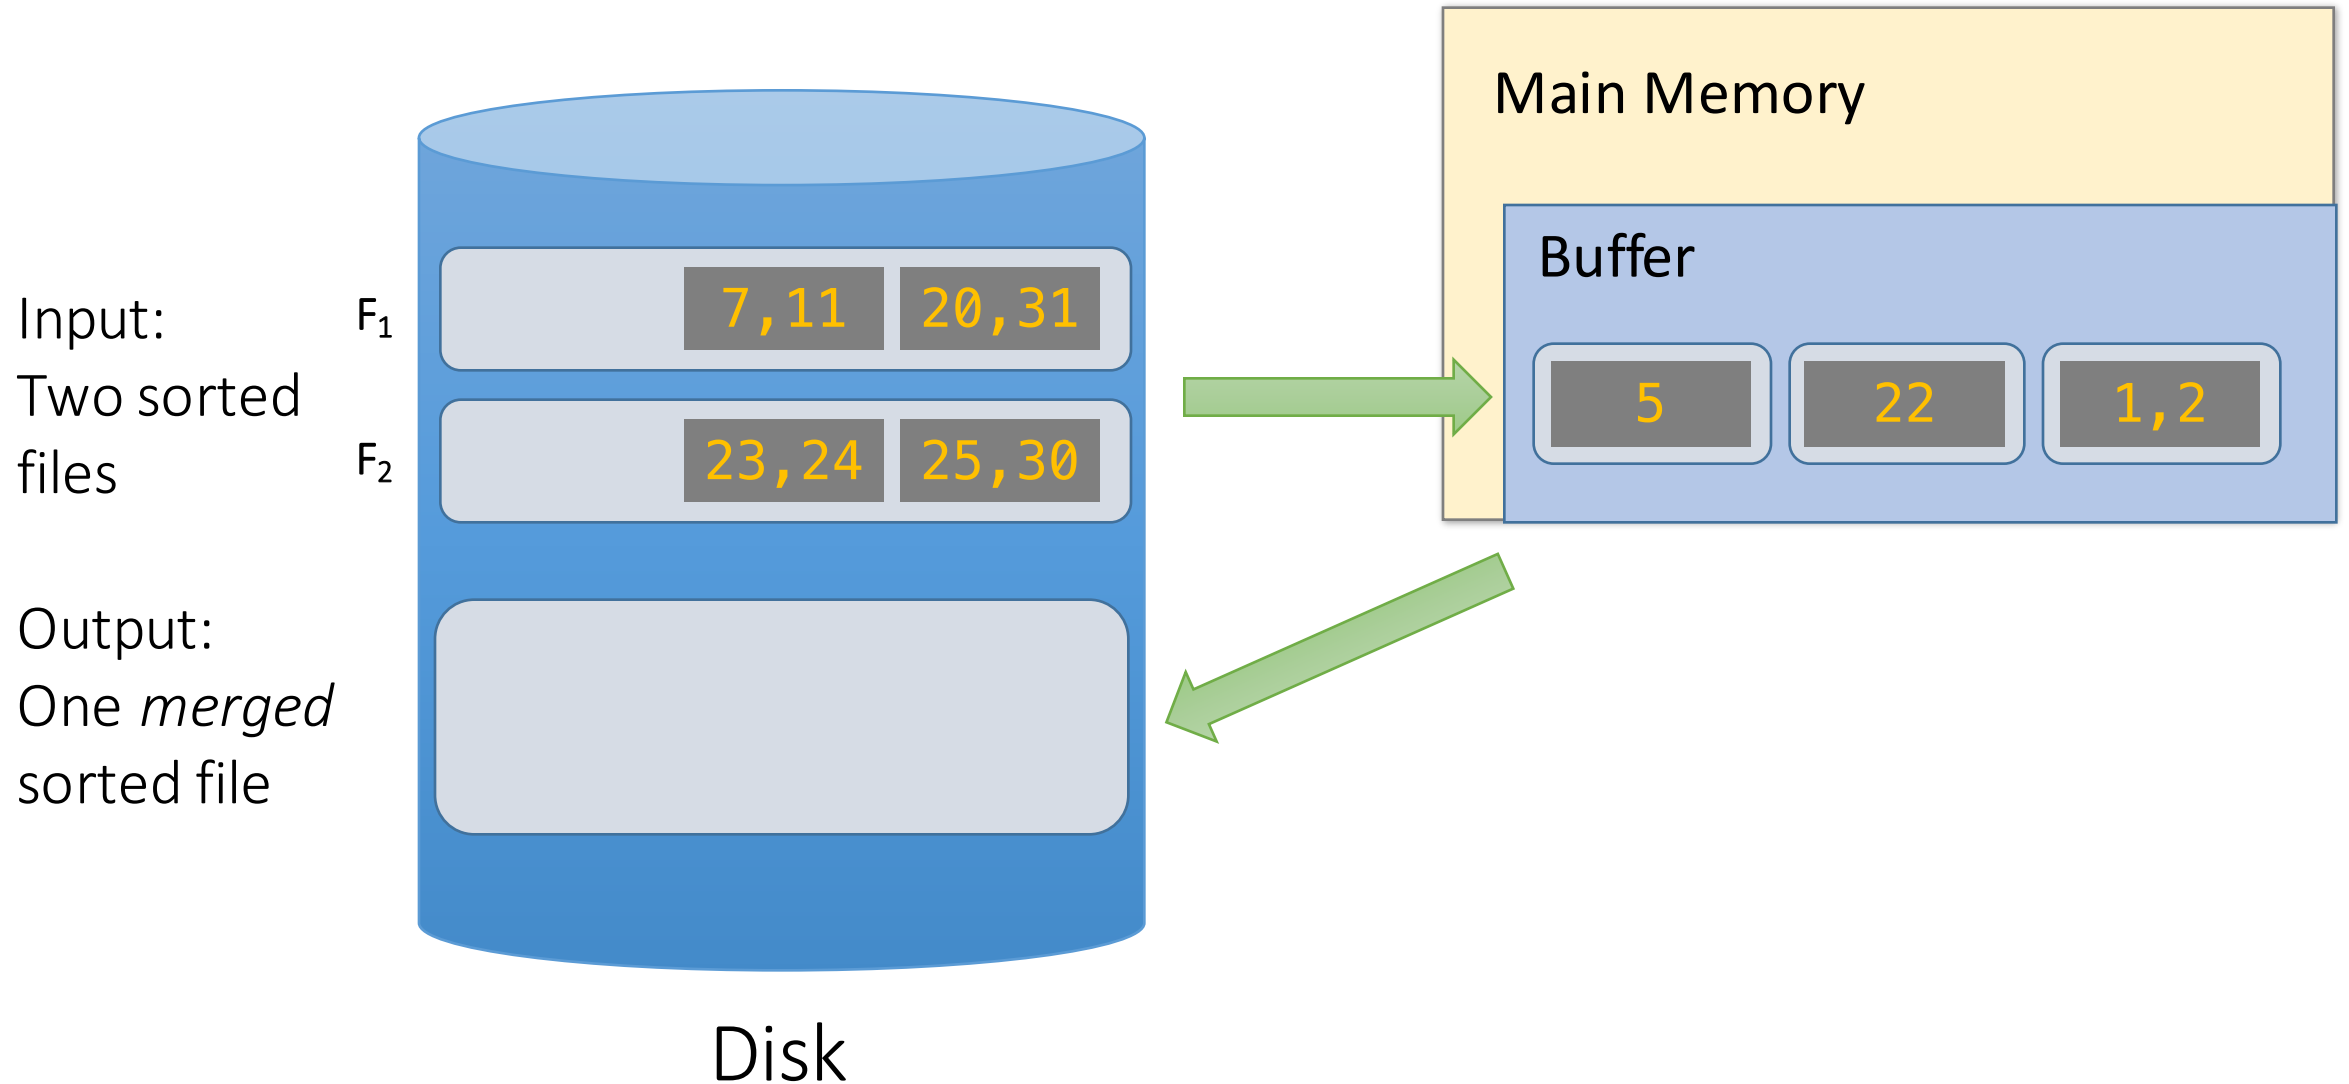 Main Memory
Buffer
5
22
1,2
Input:
Two sorted
files
F1
7,11
20,31
F2
23,24
25,30
Output:
One merged
sorted file
Disk